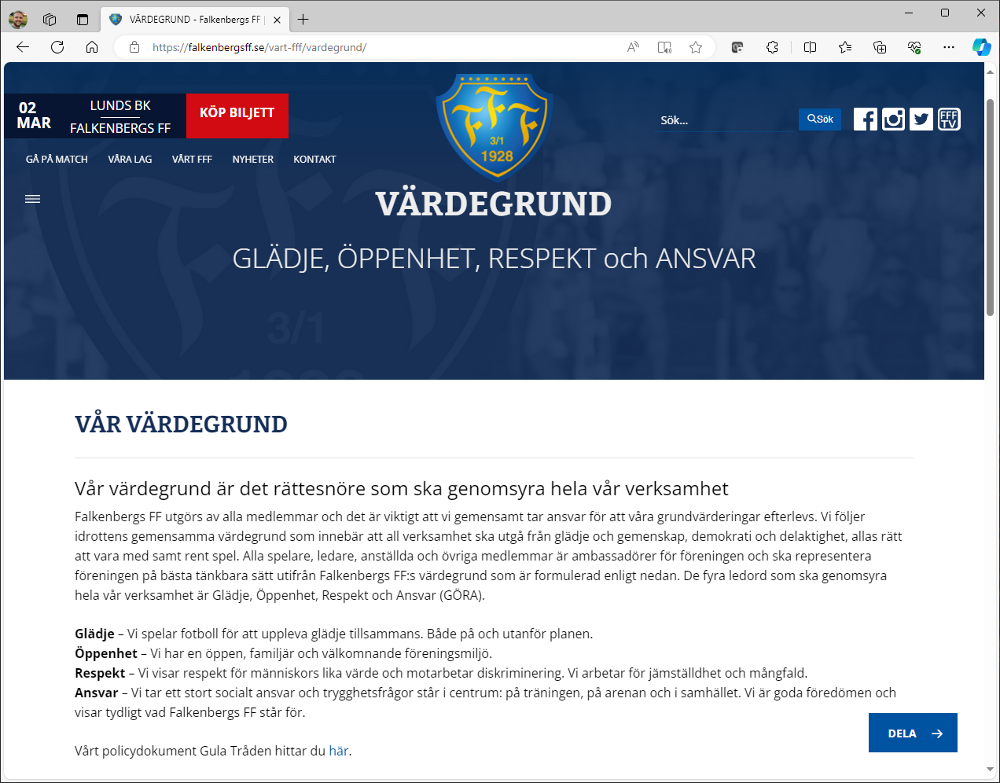 VÄRDEGRUND - Falkenbergs FF |
https://falkenbergsff.se/vart-fff/vardegrund/
02
MAR
LUNDS BK
FALKENBERGS FF
KÖP BILJETT
FFF
3/1
1928
Sök...
Sök
FFF
TV
GÅ PÅ MATCH VÅRA LAG VÅRT FFF NYHETER KONTAKT
VÄRDEGRUND
GLÄDJE, ÖPPENHET, RESPEKT och ANSVAR
3/1
1928
VÅR VÄRDEGRUND
Vår värdegrund är det rättesnöre som ska genomsyra hela vår verksamhet
Falkenbergs FF utgörs av alla medlemmar och det är viktigt att vi gemensamt tar ansvar för att våra grundvärderingar efterlevs. Vi följer
idrottens gemensamma värdegrund som innebär att all verksamhet ska utgå från glädje och gemenskap, demokrati och delaktighet, allas rätt
att vara med samt rent spel. Alla spelare, ledare, anställda och övriga medlemmar är ambassadörer för föreningen och ska representera
föreningen på bästa tänkbara sätt utifrån Falkenbergs FF:s värdegrund som är formulerad enligt nedan. De fyra ledord som ska genomsyra
hela vår verksamhet är Glädje, Öppenhet, Respekt och Ansvar (GÖRA).
Glädje – Vi spelar fotboll för att uppleva glädje tillsammans. Både på och utanför planen.
Öppenhet – Vi har en öppen, familjär och välkomnande föreningsmiljö.
Respekt – Vi visar respekt för människors lika värde och motarbetar diskriminering. Vi arbetar för jämställdhet och mångfald.
Ansvar – Vi tar ett stort socialt ansvar och trygghetsfrågor står i centrum: på träningen, på arenan och i samhället. Vi är goda föredömen och
visar tydligt vad Falkenbergs FF står för.
DELA
Vårt policydokument Gula Tråden hittar du här.